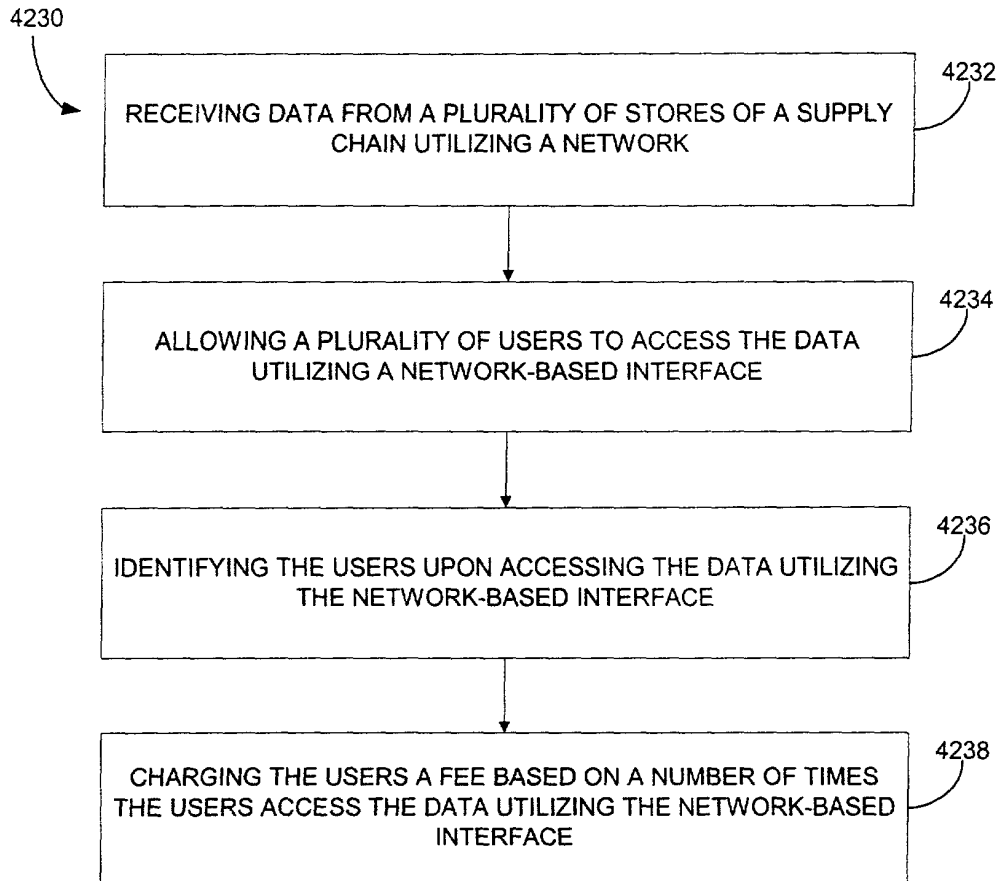 4230
4232
RECEIVING DATA FROM A PLURALITY OF STORES OF A SUPPLY
CHAIN UTILIZING A NETWORK
4234
ALLOWING A PLURALITY OF USERS TO ACCESS THE DATA
UTILIZING A NETWORK-BASED INTERFACE
4236
IDENTIFYING THE USERS UPON ACCESSING THE DATA UTILIZING
THE NETWORK-BASED INTERFACE
4238
CHARGING THE USERS A FEE BASED ON A NUMBER OF TIMES
THE USERS ACCESS THE DATA UTILIZING THE NETWORK-BASED
INTERFACE